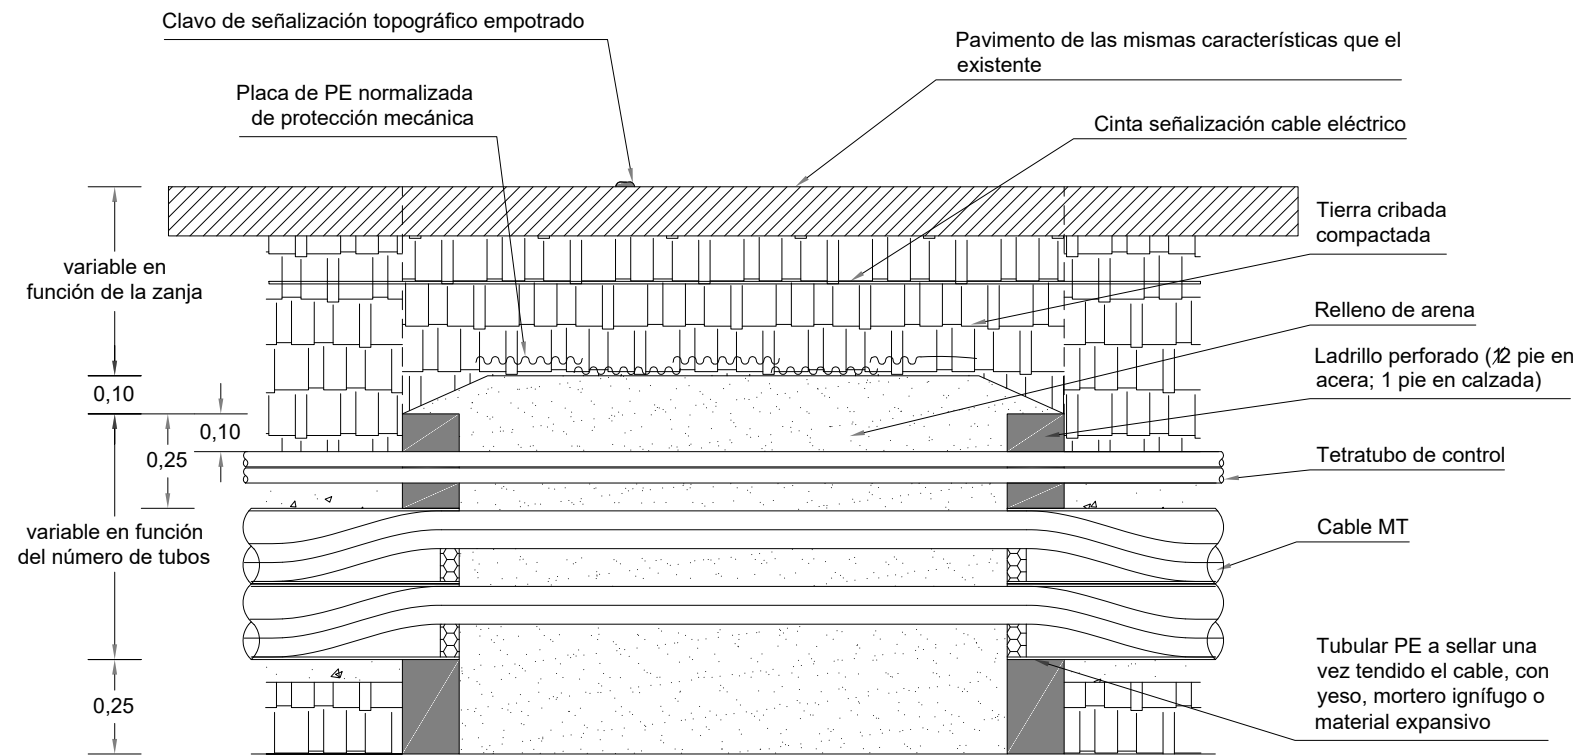 Clavo de señalización topográfico empotrado
Pavimento de las mismas características que el
existente
Placa de PE normalizada
de protección mecánica
Cinta señalización cable eléctrico
Tierra cribada
compactada
variable en
función de la zanja
Relleno de arena
Ladrillo perforado (1/2 pie en
acera; 1 pie en calzada)
0,10
0,10
0,25
Tetratubo de control
variable en función
del número de tubos
Cable MT
Tubular PE a sellar una
vez tendido el cable, con
yeso, mortero ignífugo o
material expansivo
0,25